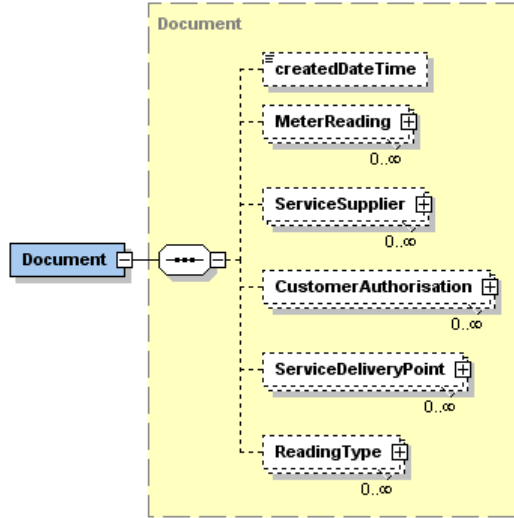 Document
createdDateTime
MeterReading
0..∞
ServiceSupplier
0..∞
Document
CustomerAuthorisation
0..∞
ServiceDeliveryPoint
0..∞
ReadingType
0..∞